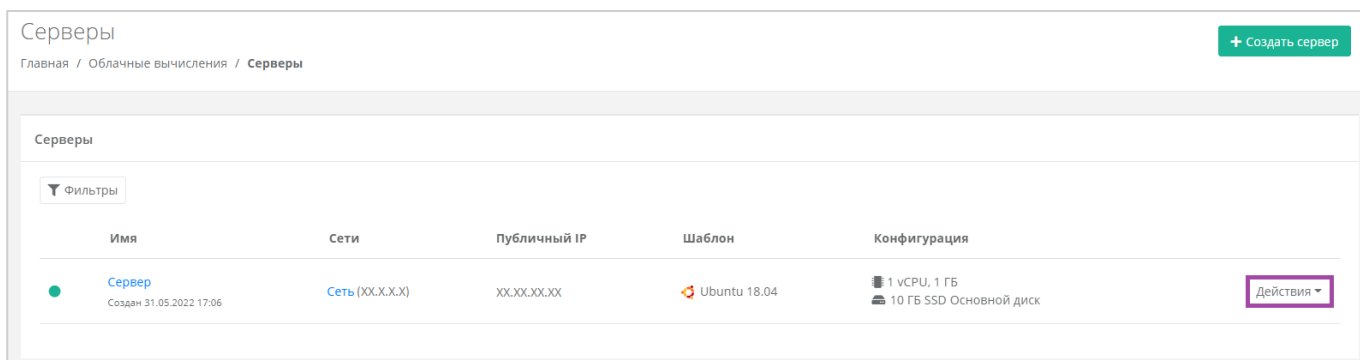 Серверы
+ Создать сервер
Главная / Облачные вычисления / Серверы
Серверы
Фильтры
Имя Сети Публичный IP Шаблон Конфигурация
Сервер Сеть (XX.X.X.X) XX.XX.XX.XX Ubuntu 18.04 1 vCPU, 1 ГБ Действия
Создан 31.05.2022 17:06 10 ГБ SSD Основной диск